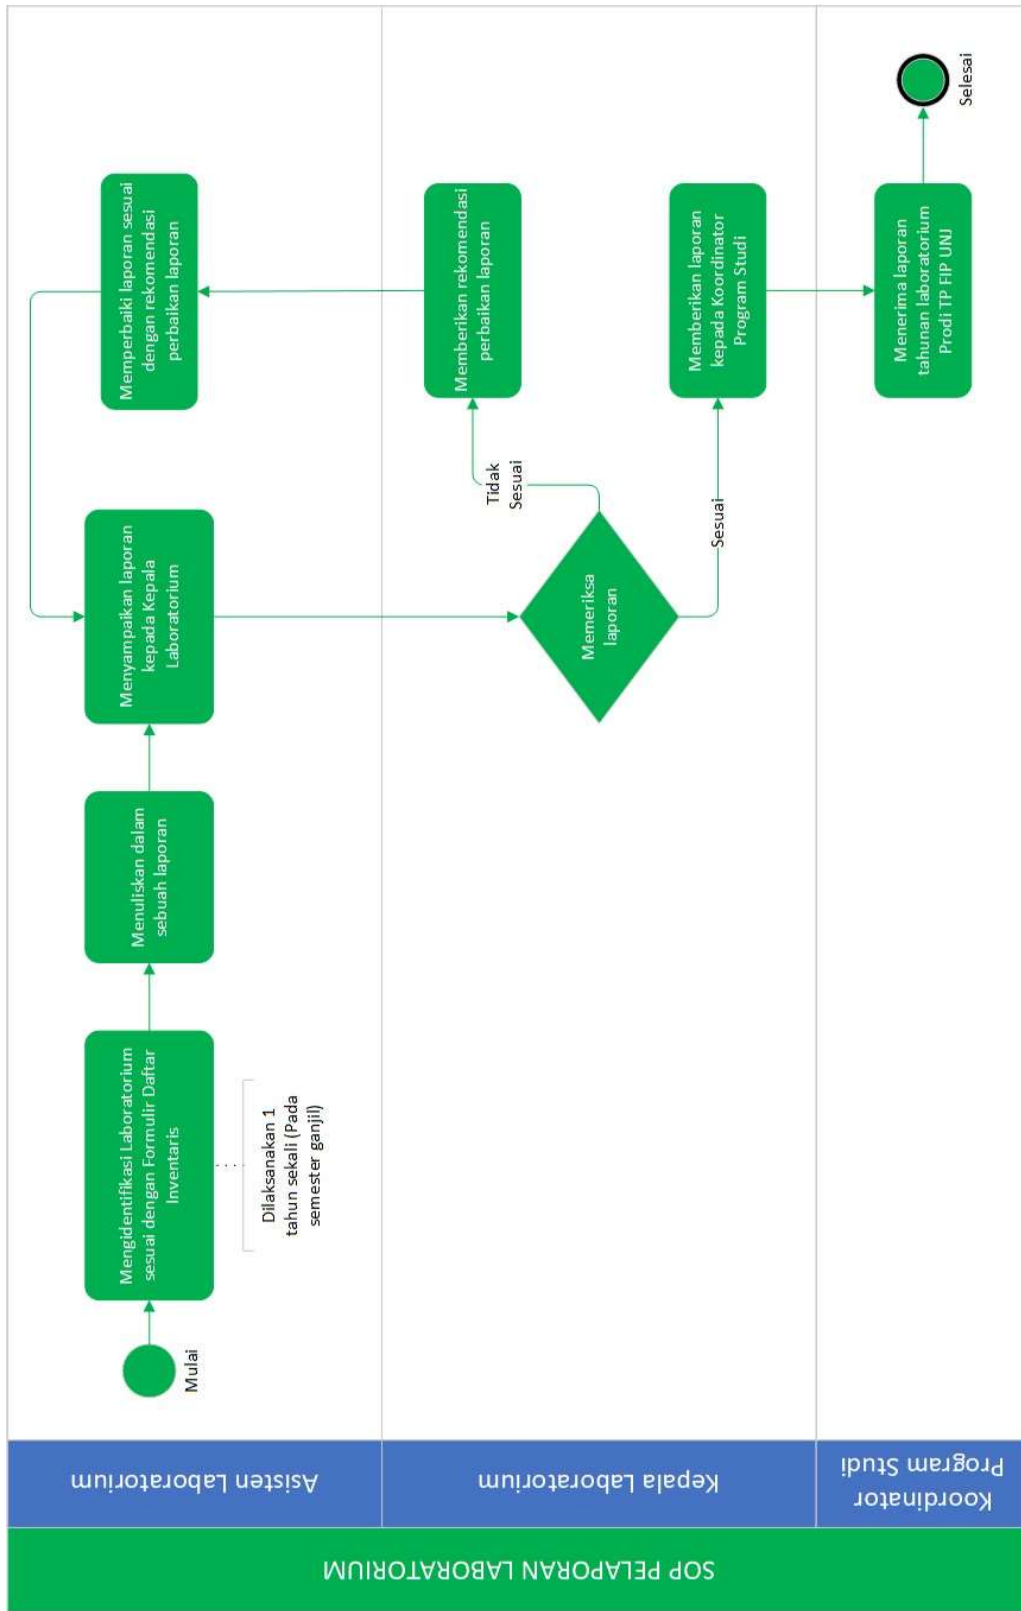 SOP PELAPORAN LABORATORIUM
Asisten Laboratorium
Mulai
Mengidentifikasi Laboratorium
sesuai dengan Formulir Daftar
Inventaris
Dilaksanakan 1
tahun sekali (Pada
semester ganjil)
Menuliskan dalam
sebuah laporan
Menyampaikan laporan
kepada Kepala
Laboratorium
Memperbaiki laporan sesuai
dengan rekomendasi
perbaikan laporan
Kepala Laboratorium
Memeriksa
laporan
Tidak
Sesuai
Memberikan rekomendasi
perbaikan laporan
Sesuai
Memberikan laporan
kepada Koordinator
Program Studi
Koordinator
Program Studi
Menerima laporan
tahunan laboratorium
Prodi TP FIP UNJ
Selesai